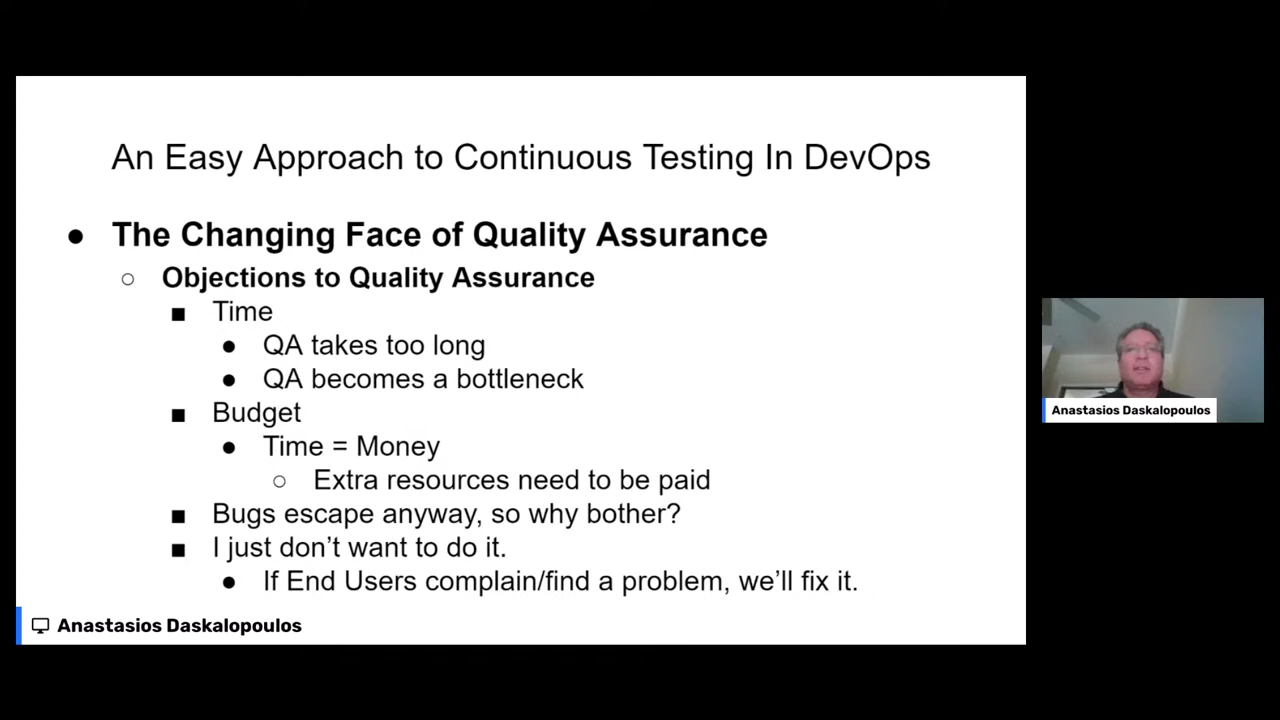 An Easy Approach to Continuous Testing In DevOps
● The Changing Face of Quality Assurance
○ Objections to Quality Assurance
■ Time
● QA takes too long
● QA becomes a bottleneck
■ Budget
● Time = Money
○ Extra resources need to be paid
■ Bugs escape anyway, so why bother?
■ I just don’t want to do it.
● If End Users complain/find a problem, we’ll fix it.
Anastasios Daskalopoulos
Anastasios Daskalopoulos